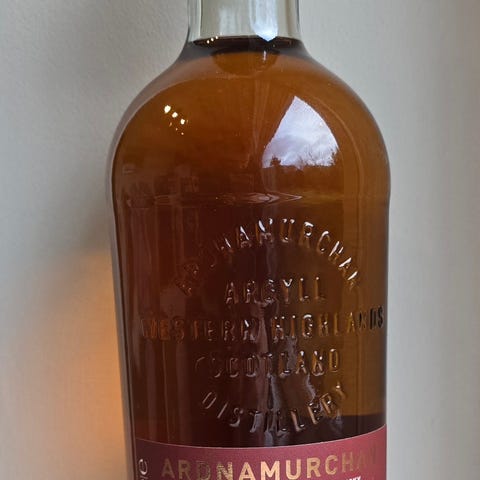 ARDNAMURCHAN
ARGYLL
WESTERN HIGHLANDS
SCOTLAND
DISTILLERY
ARDNAMURCHAN